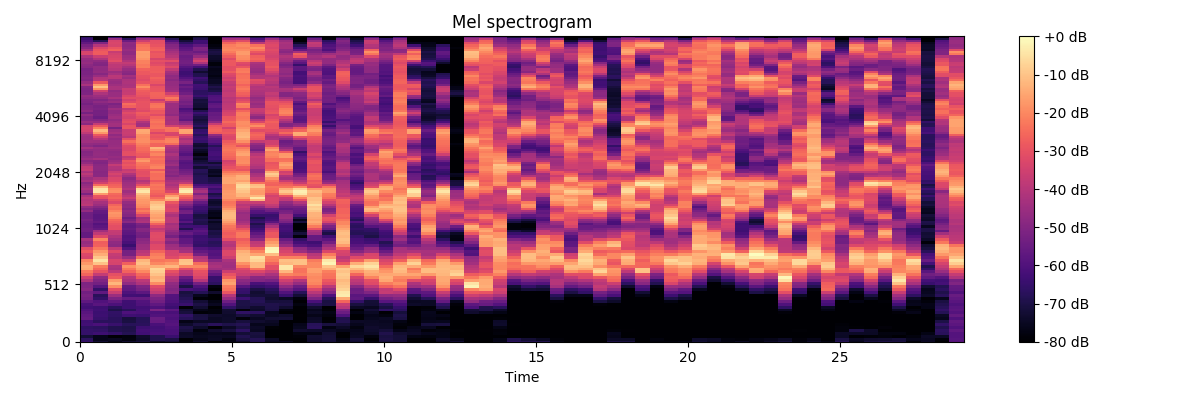 Mel spectrogram
Hz
8192
4096
2048
1024
512
0
0 5 10 15 20 25
Time
+0 dB
-10 dB
-20 dB
-30 dB
-40 dB
-50 dB
-60 dB
-70 dB
-80 dB